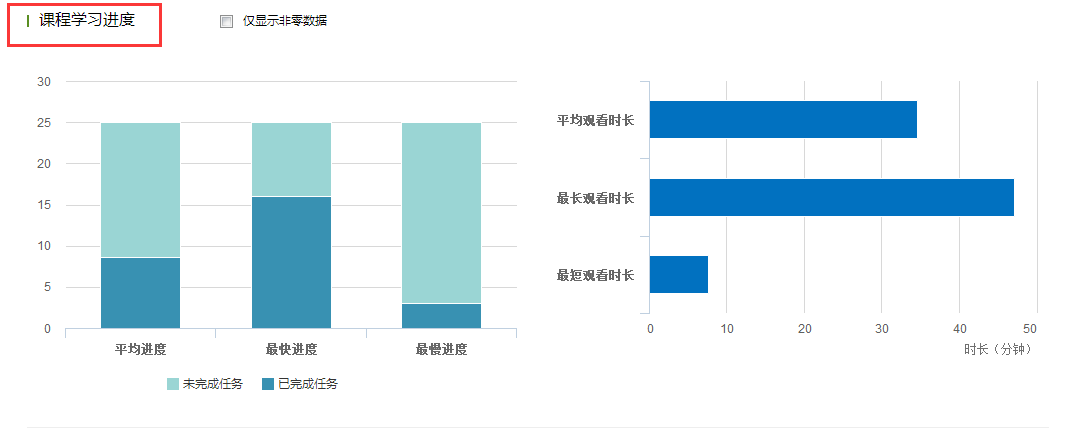 课程学习进度
仅显示非零数据
30
25
20
15
10
5
0
平均进度 最快进度 最慢进度
未完成任务 已完成任务
平均观看时长
最长观看时长
最短观看时长
0 10 20 30 40 50
时长（分钟）